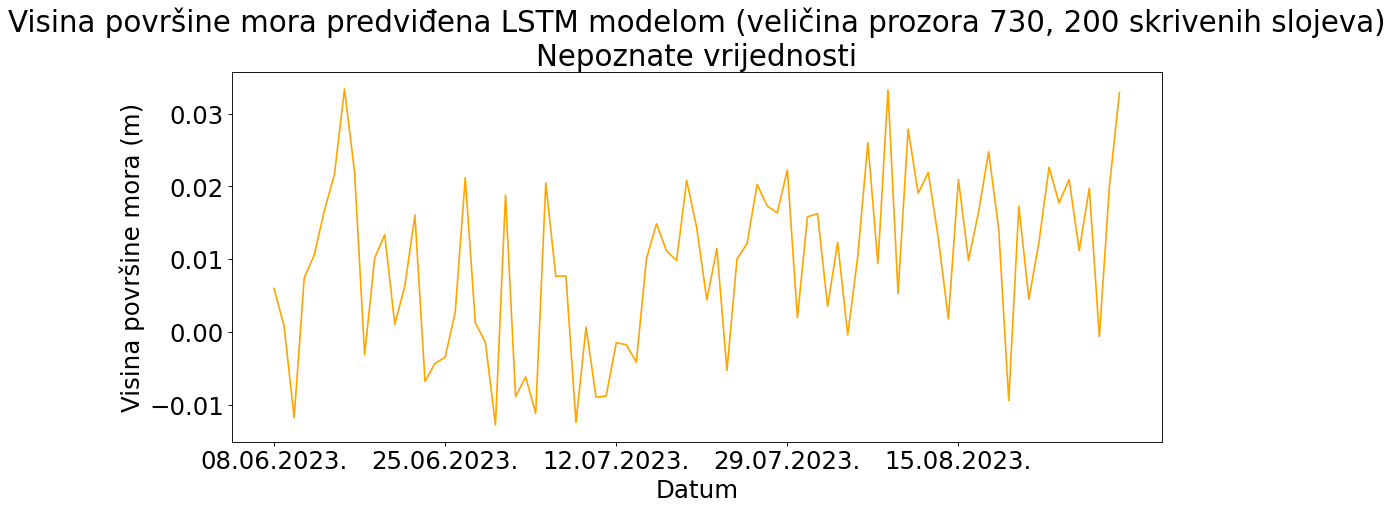 Visina površine mora predviđena LSTM modelom (veličina prozora 730, 200 skrivenih slojeva)
Nepoznate vrijednosti
Visina površine mora (m)
0.03
0.02
0.01
0.00
−0.01
08.06.2023. 25.06.2023. 12.07.2023. 29.07.2023. 15.08.2023.
Datum